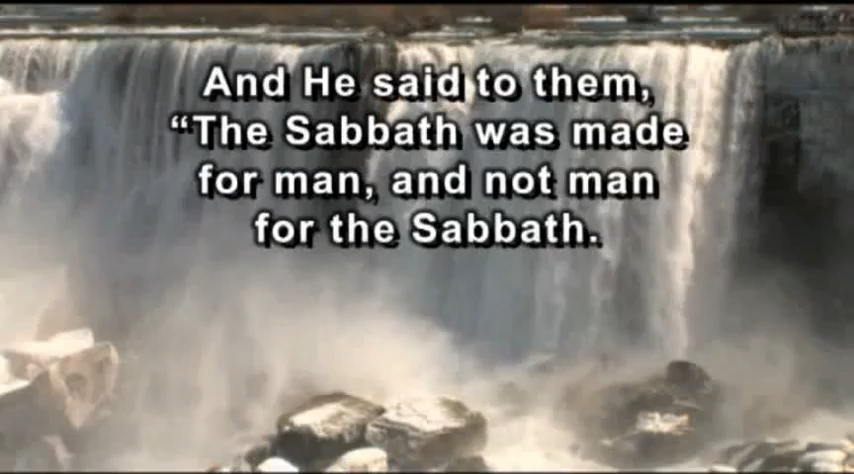 And He said to them,
“The Sabbath was made
for man, and not man
for the Sabbath.